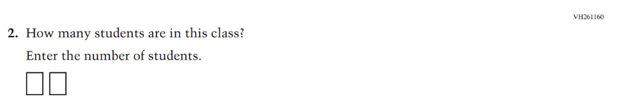 VH261160
2. How many students are in this class?
Enter the number of students.